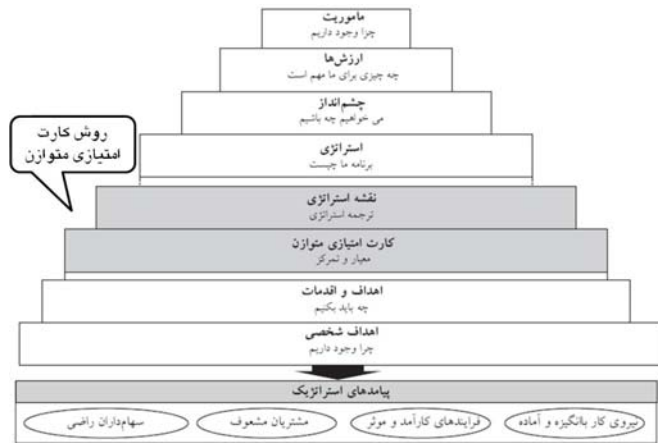 ماموریت
چرا وجود داریم
ارزش‌ها
چه چیزی برای ما مهم است
چشم‌انداز
می خواهیم چه باشیم
روش کارت
امتیازی متوازن
استراتژی
برنامه ما چیست
نقشه استراتژی
ترجمه استراتژی
کارت امتیازی متوازن
معیار و تمرکز
اهداف و اقدمات
چه باید بکنیم
اهداف شخصی
چرا وجود داریم
پیامدهای استراتژیک
نیروی کار باانگیزه و آماده
فرایندهای کارآمد و موثر
مشتریان مشعوف
سهام‌داران راضی